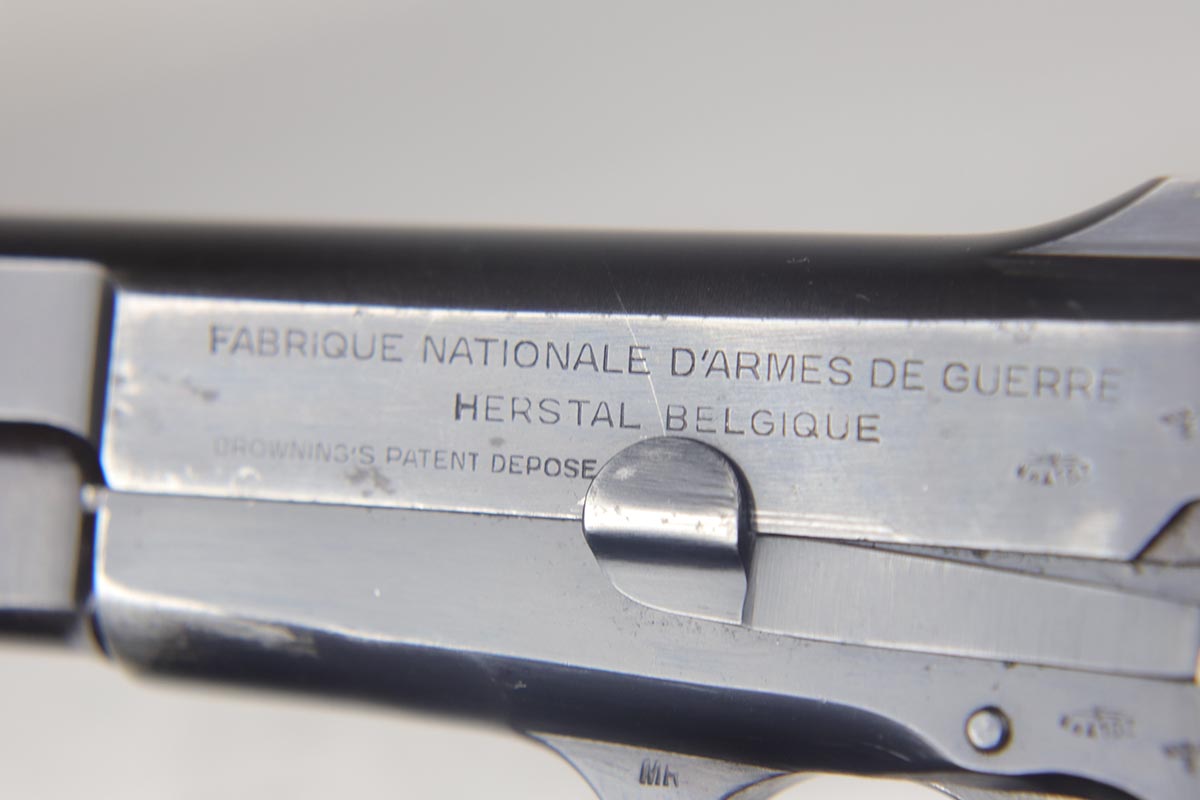 FABRIQUE NATIONALE D'ARMES DE GUERRE
HERSTAL BELGIQUE
BROWNING'S PATENT DEPOSE